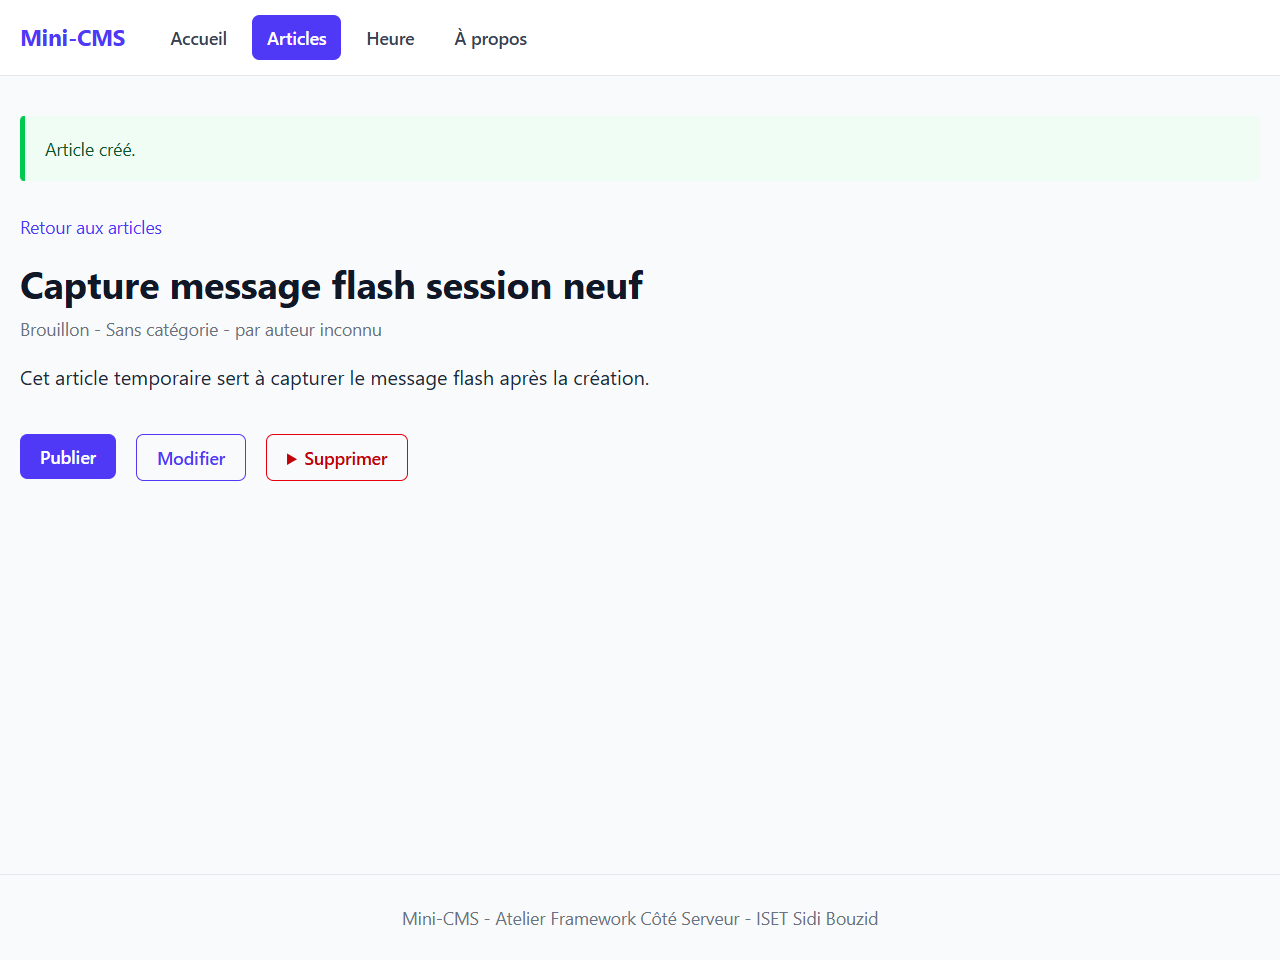 Mini-CMS Accueil Articles Heure À propos
Article créé.
Retour aux articles
Capture message flash session neuf
Brouillon - Sans catégorie - par auteur inconnu
Cet article temporaire sert à capturer le message flash après la création.
Publier Modifier ▶ Supprimer
Mini-CMS - Atelier Framework Côté Serveur - ISET Sidi Bouzid